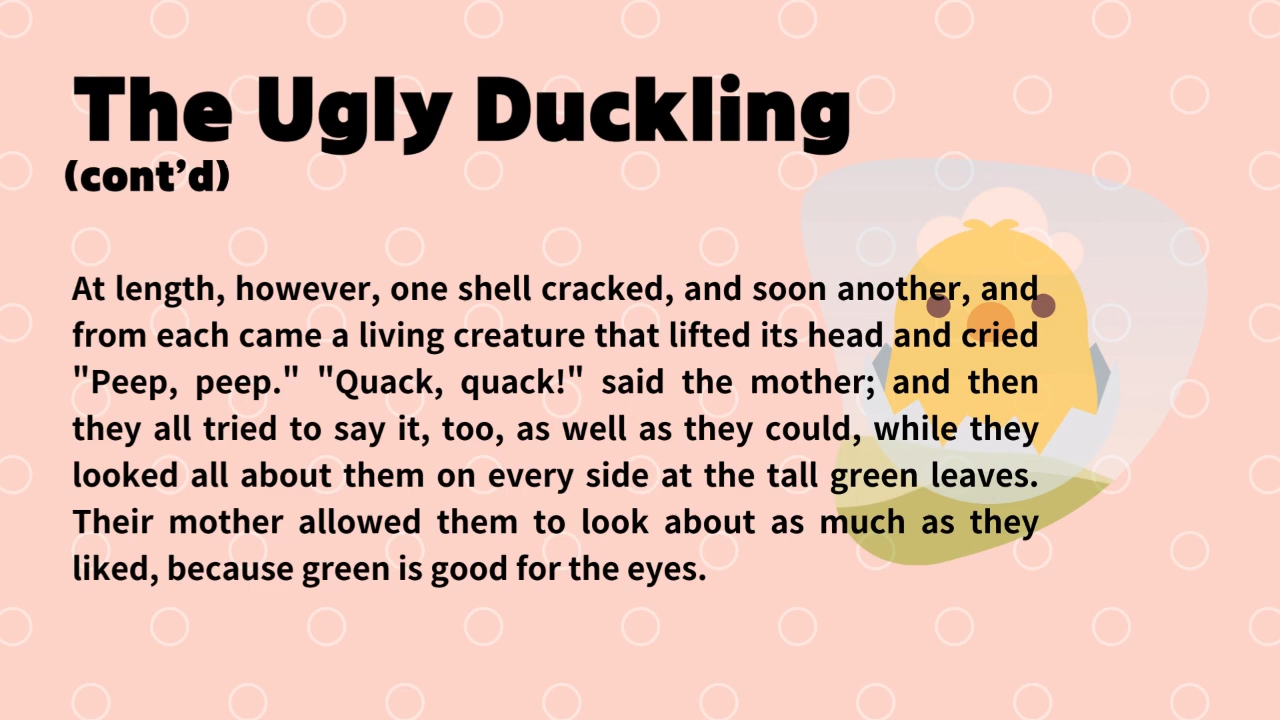 The Ugly Duckling
(cont’d)
At length, however, one shell cracked, and soon another, and
from each came a living creature that lifted its head and cried
"Peep, peep." "Quack, quack!" said the mother; and then
they all tried to say it, too, as well as they could, while they
looked all about them on every side at the tall green leaves.
Their mother allowed them to look about as much as they
liked, because green is good for the eyes.